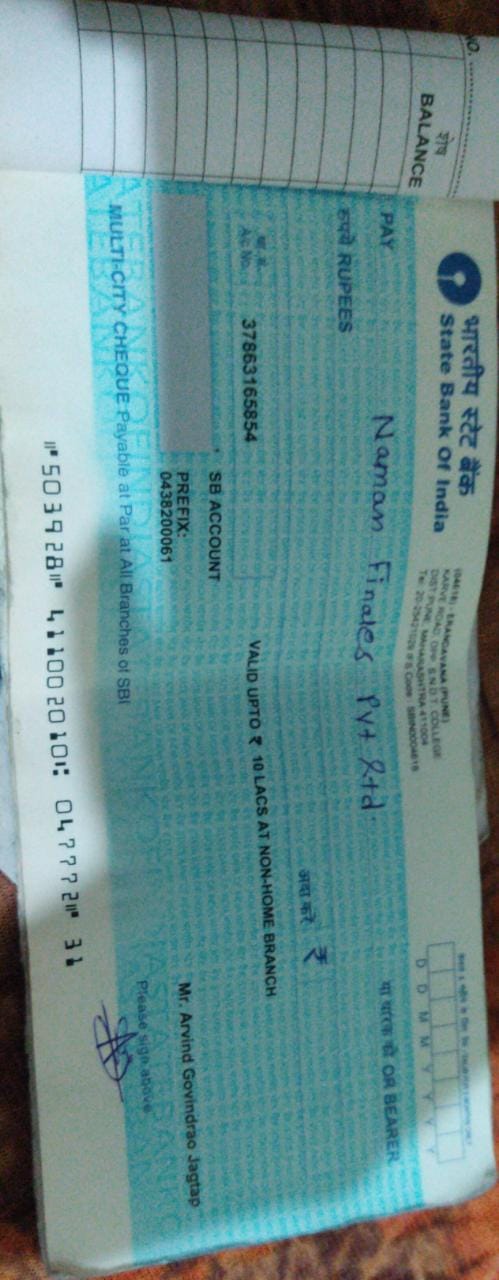 शेष
BALANCE
भारतीय स्टेट बैंक
State Bank Of India
(04618) - ERANDAVANA (PUNE)
KARVE ROAD, OPP. S.N.D.T. COLLEGE
DIST:PUNE, MAHARASHTRA 411004
Tel: 20-25421029 IFS Code: SBIN0004618
D D M M Y Y Y Y
PAY Naman Finales Pvt Ltd. या धारक को OR BEARER
रुपये RUPEES
अदा करें ₹
खा. सं.
A/c No. 37863165854
VALID UPTO ₹ 10 LACS AT NON-HOME BRANCH
SB ACCOUNT
PREFIX:
0438200061
Mr. Arvind Govindrao Jagtap
Please sign above
MULTI-CITY CHEQUE Payable at Par at All Branches of SBI
⑈503928⑈ 411002010⑆ 047772⑈ 31